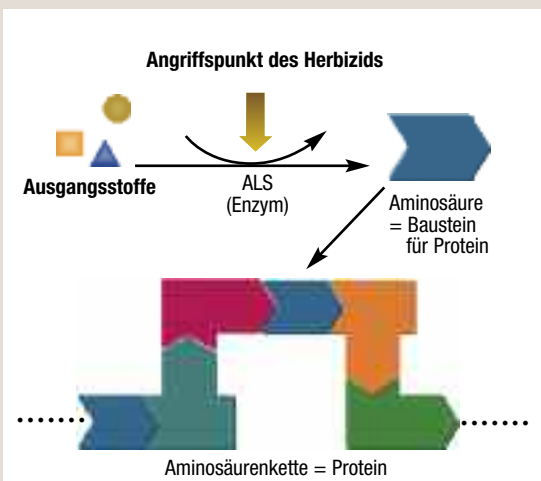 Angriffspunkt des Herbizids
Ausgangsstoffe
ALS
(Enzym)
Aminosäure
= Baustein
für Protein
Aminosäurenkette = Protein